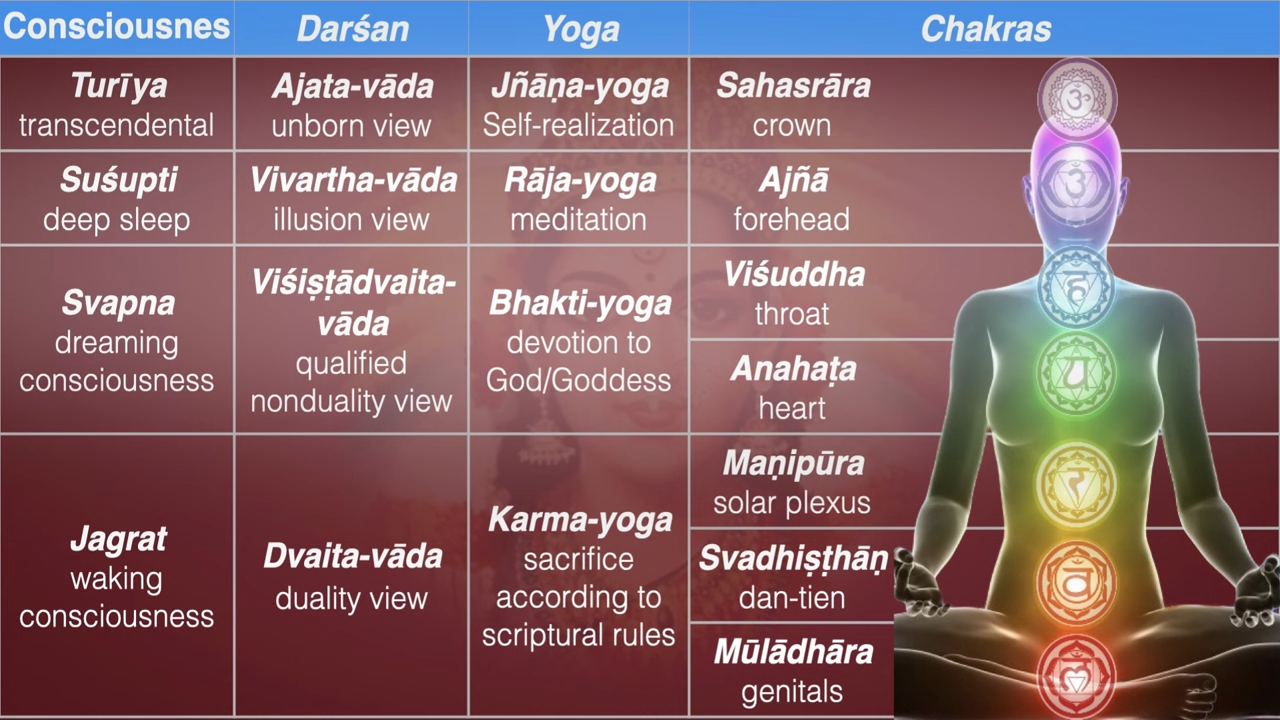 Consciousnes Darśan Yoga Chakras
Turīya Ajata-vāda Jñāṇa-yoga Sahasrāra
transcendental unborn view Self-realization crown
Suśupti Vivartha-vāda Rāja-yoga Ajñā
deep sleep illusion view meditation forehead
Svapna
dreaming
consciousness
Viśiṣṭādvaita-
vāda
qualified
nonduality view
Bhakti-yoga
devotion to
God/Goddess
Viśuddha
throat
Anahaṭa
heart
Jagrat
waking
consciousness
Dvaita-vāda
duality view
Karma-yoga
sacrifice
according to
scriptural rules
Maṇipūra
solar plexus
Svadhiṣṭhāṇ
dan-tien
Mūlādhāra
genitals
ॐ
ॐ
हं
यं
रं
वं
लं